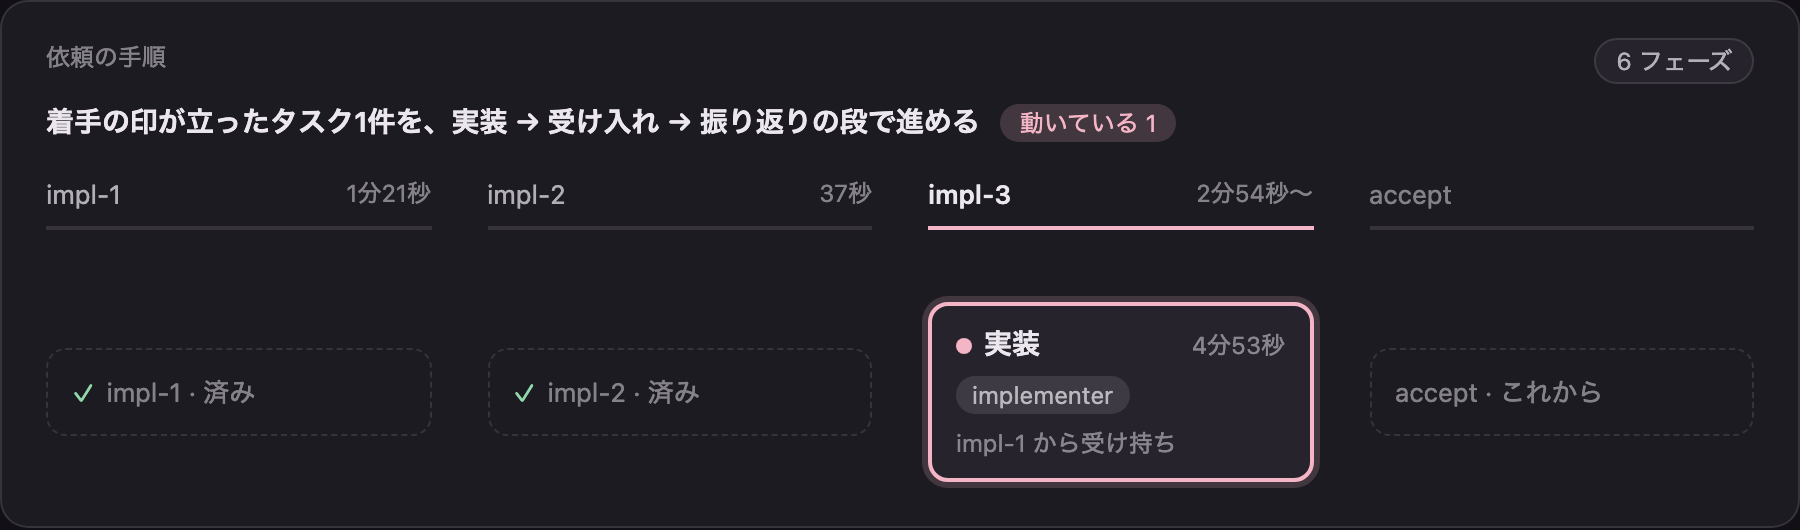 依頼の手順
6 フェーズ
着手の印が立ったタスク1件を、実装 → 受け入れ → 振り返りの段で進める 動いている 1
impl-1 1分21秒
impl-2 37秒
impl-3 2分54秒〜
accept
✓ impl-1 · 済み
✓ impl-2 · 済み
実装 4分53秒
implementer
impl-1 から受け持ち
accept · これから